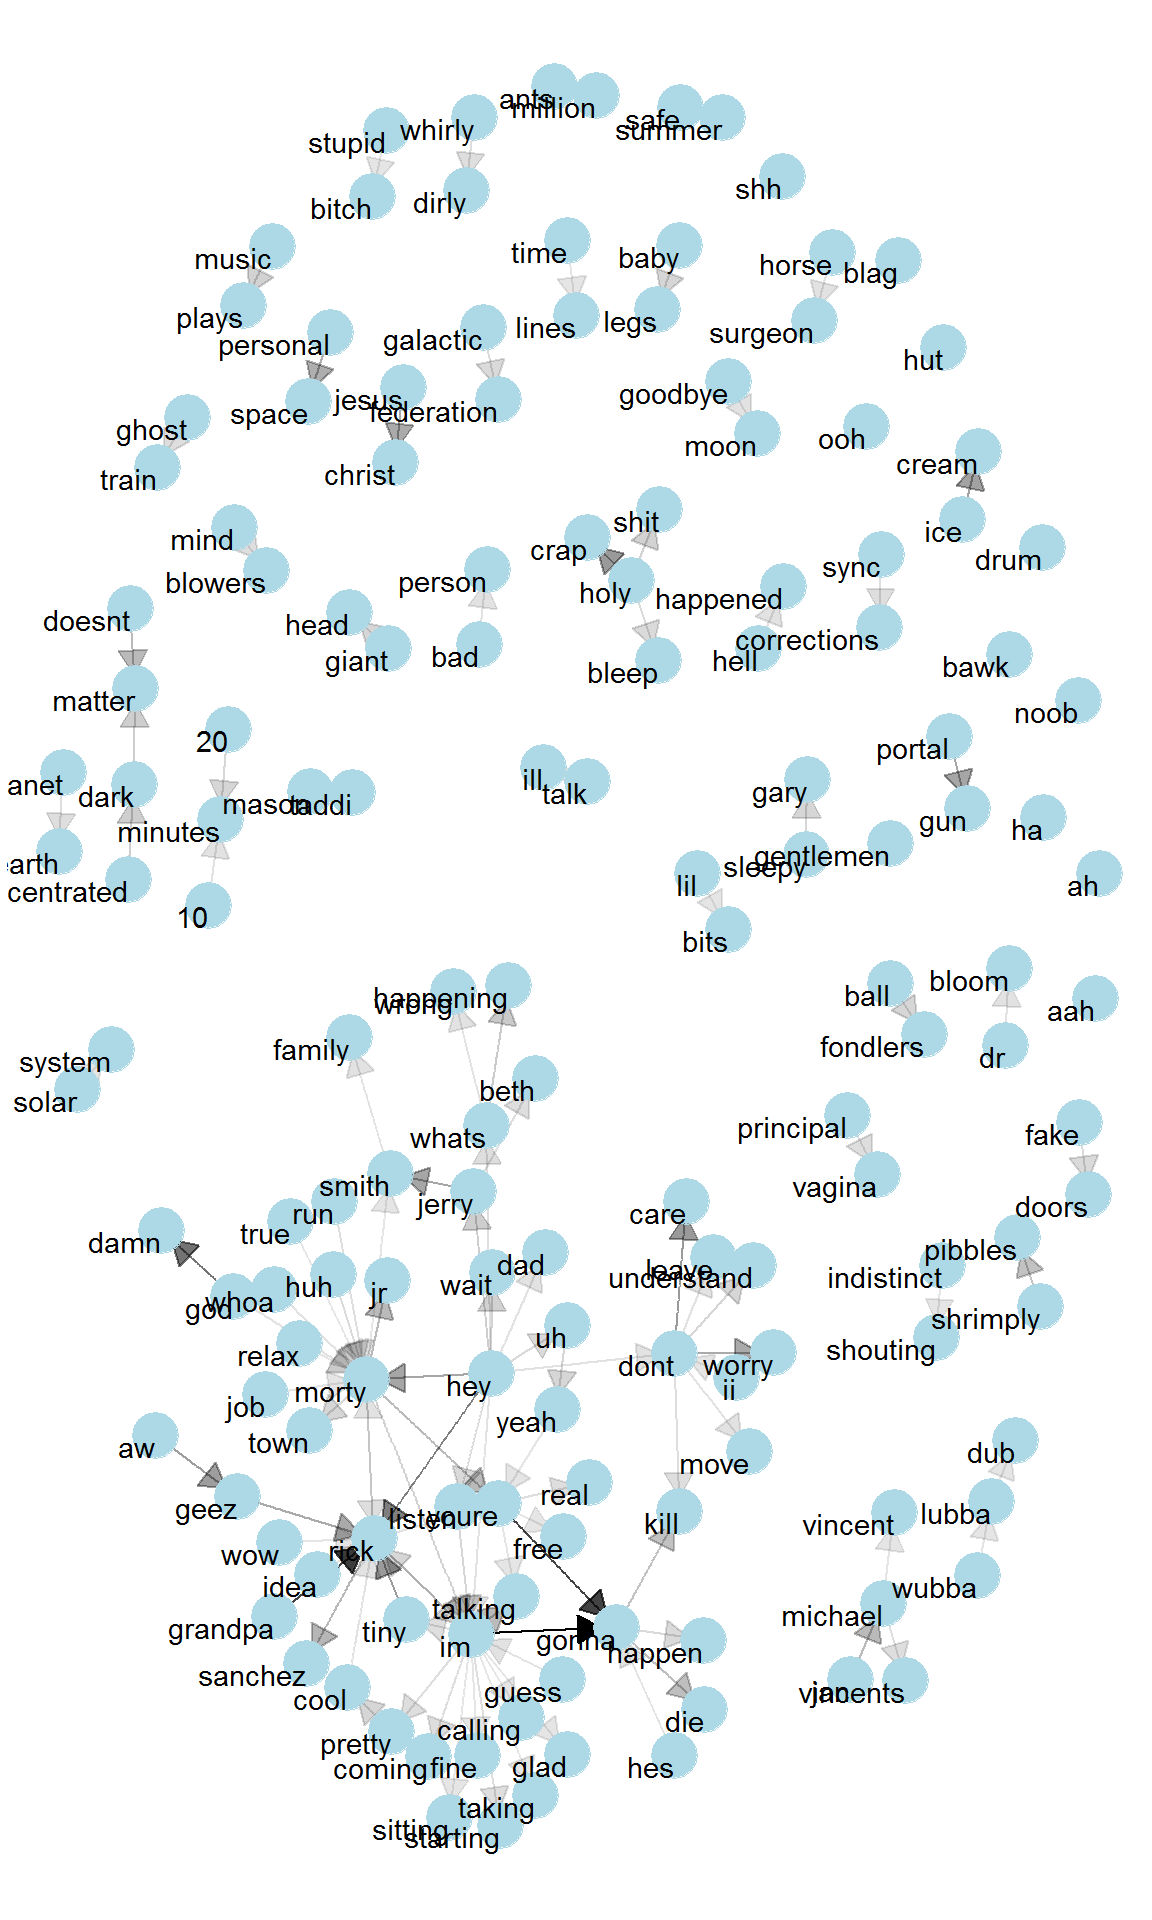 ants
million
safe
summer
stupid
whirly
bitch
dirly
shh
music
time
baby
horse
blag
plays
personal
galactic
lines
legs
surgeon
hut
space
jesus
federation
goodbye
moon
ooh
ghost
train
christ
cream
ice
drum
mind
blowers
shit
crap
holy
sync
person
happened
doesnt
head
giant
bad
bleep
hell
corrections
bawk
matter
noob
20
portal
anet
dark
mason
taddi
ill
talk
gary
minutes
gun
ha
arth
centrated
sleepy
gentlemen
lil
ah
10
bits
happening
wrong
ball
bloom
aah
family
fondlers
dr
system
solar
beth
whats
principal
fake
smith
jerry
vagina
doors
run
true
care
damn
pibbles
wait
dad
leave
understand
indistinct
god
whoa
huh
jr
shrimply
relax
uh
dont
worry
shouting
morty
hey
ii
job
town
yeah
aw
move
dub
geez
listen
youre
real
kill
vincent
lubba
wow
rick
free
idea
wubba
grandpa
tiny
talking
im
gonna
happen
michael
sanchez
cool
guess
jan
vincents
pretty
calling
die
coming
fine
glad
hes
sitting
taking
starting